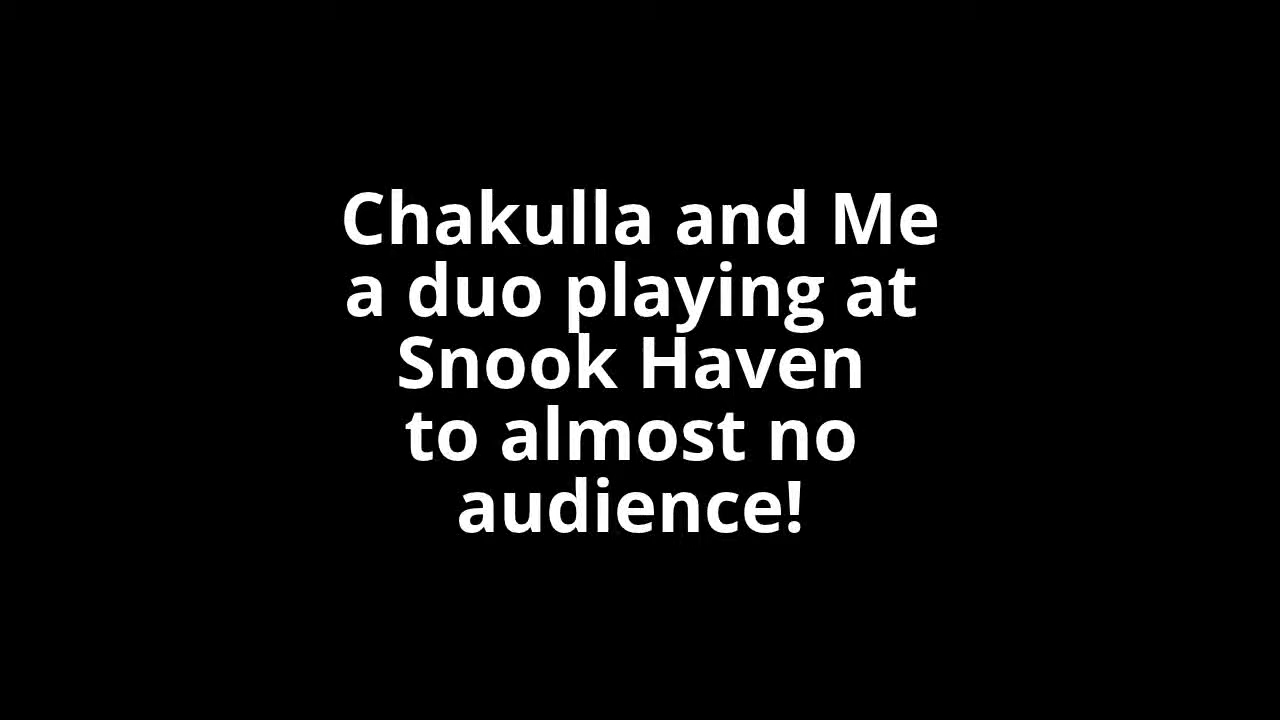 Chakulla and Me
a duo playing at
Snook Haven
to almost no
audience!